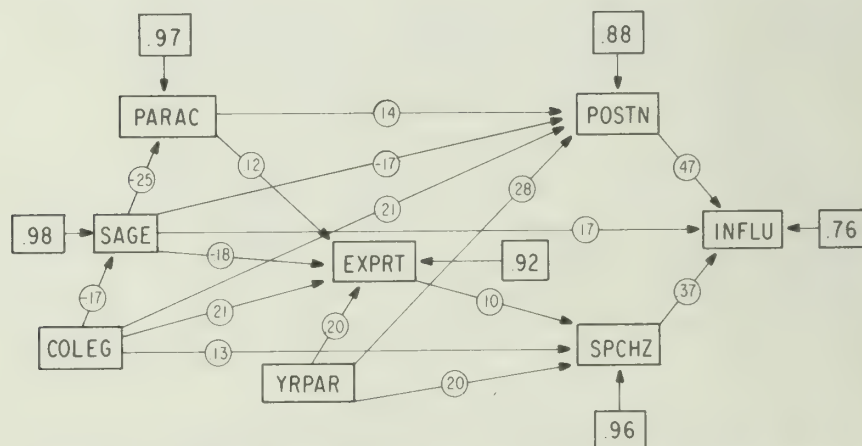 .97
.88
PARAC
14
POSTN
-25
12
-17
47
28
21
.98
SAGE
17
INFLU
.76
-18
EXPRT
.92
-17
21
10
37
20
COLEG
13
SPCHZ
YRPAR
20
.96